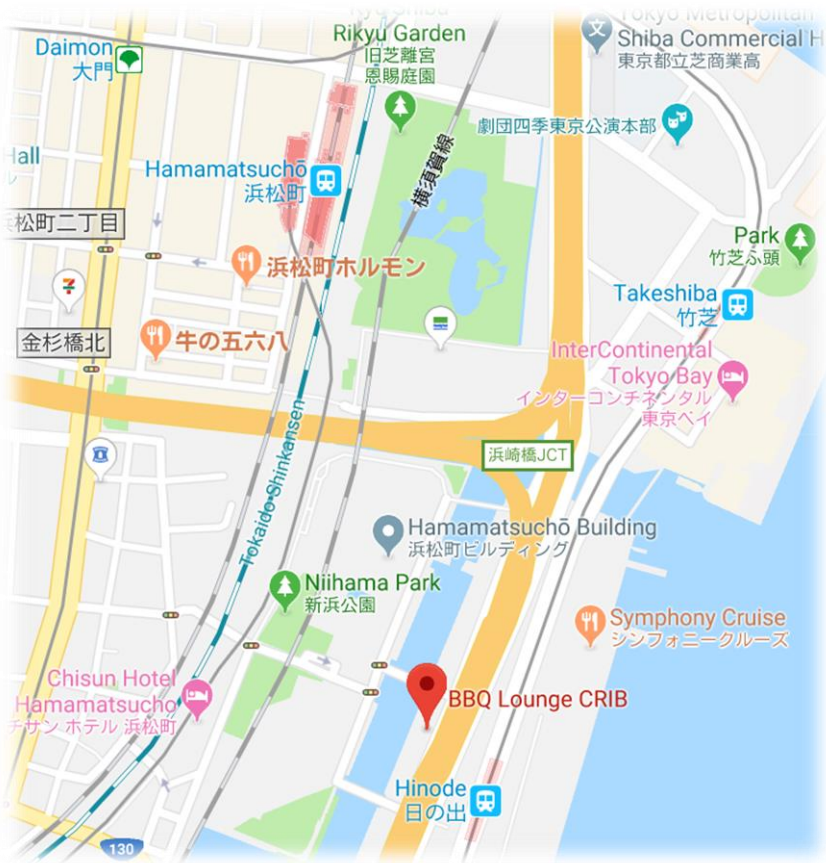 Tokyo Metropolitan
Shiba Commercial H
東京都立芝商業高
Rikyu Garden
旧芝離宮
恩賜庭園
Daimon
大門
劇団四季東京公演本部
Hall
ル
Hamamatsuchō
浜松町
横須賀線
松町二丁目
Park
竹芝ふ頭
浜松町ホルモン
Takeshiba
竹芝
金杉橋北
牛の五六八
InterContinental
Tokyo Bay
インターコンチネンタル
東京ベイ
浜崎橋JCT
Tokaido Shinkansen
Hamamatsuchō Building
浜松町ビルディング
Niihama Park
新浜公園
Symphony Cruise
シンフォニークルーズ
Chisun Hotel
Hamamatsucho
チサン ホテル 浜松町
BBQ Lounge CRIB
Hinode
日の出
130